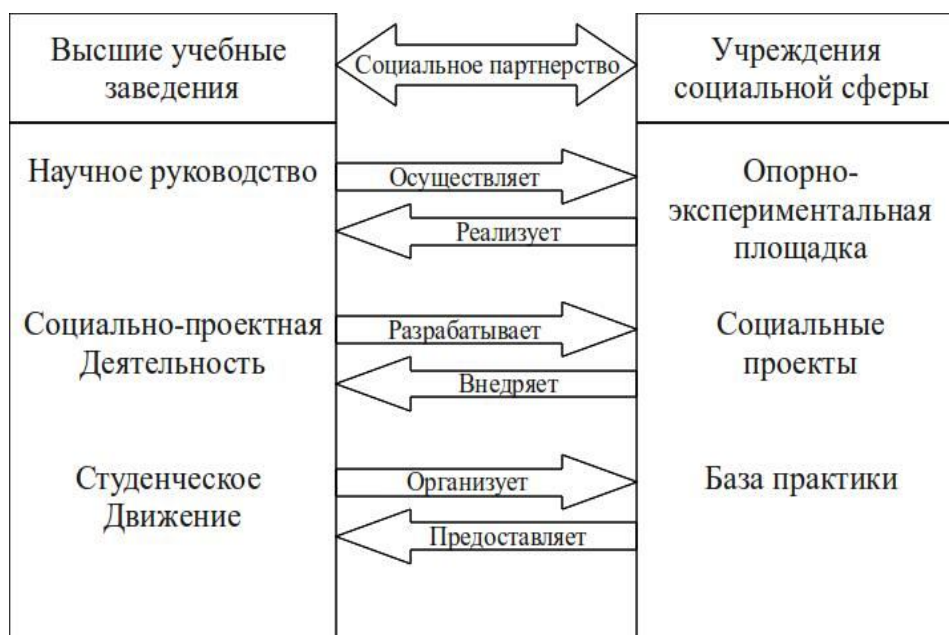 Высшие учебные
заведения
Социальное партнерство
Учреждения
социальной сферы
Научное руководство
Осуществляет
Реализует
Опорно-
экспериментальная
площадка
Социально-проектная
Деятельность
Разрабатывает
Внедряет
Социальные
проекты
Студенческое
Движение
Организует
Предоставляет
База практики